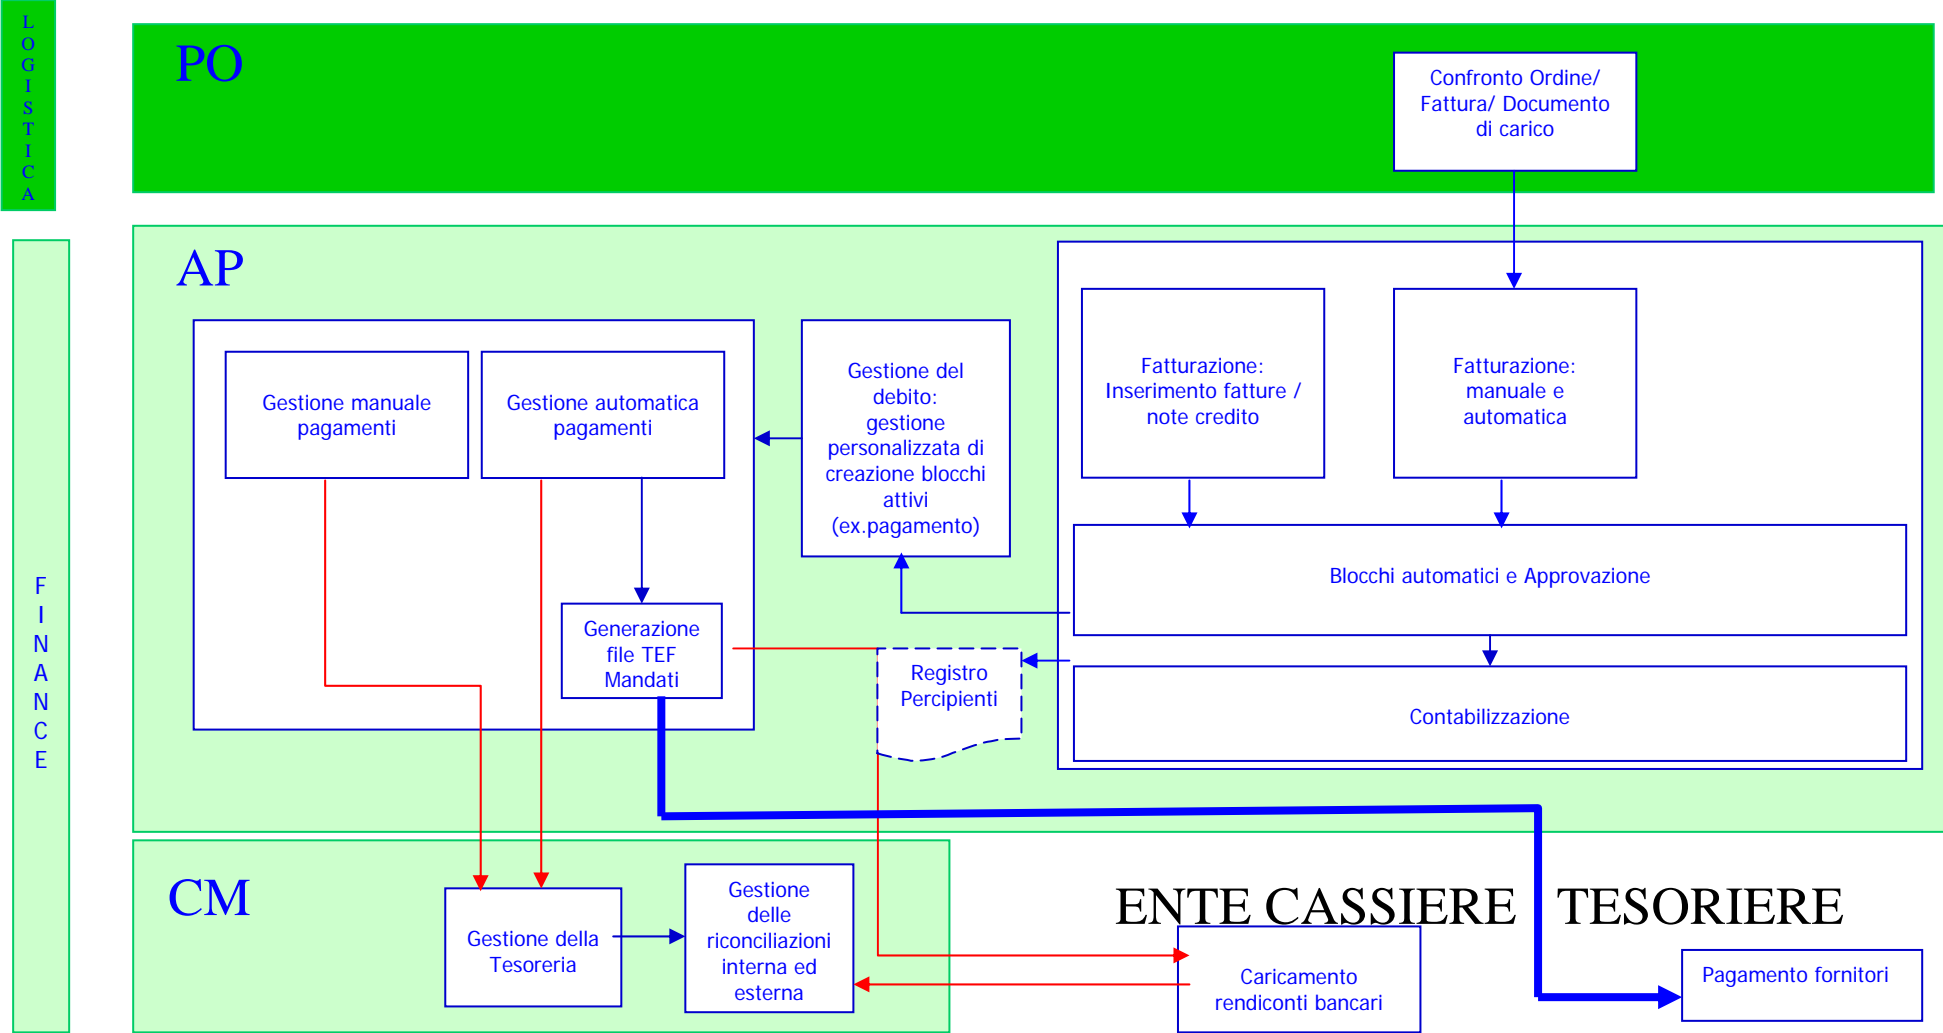 LOGISTICA
PO
Confronto Ordine/
Fattura/ Documento
di carico
FINANCE
AP
Gestione manuale
pagamenti
Gestione automatica
pagamenti
Generazione
file TEF
Mandati
Gestione del
debito:
gestione
personalizzata di
creazione blocchi
attivi
(ex.pagamento)
Fatturazione:
Inserimento fatture /
note credito
Fatturazione:
manuale e
automatica
Blocchi automatici e Approvazione
Registro
Percipienti
Contabilizzazione
CM
Gestione della
Tesoreria
Gestione
delle
riconciliazioni
interna ed
esterna
ENTE CASSIERE TESORIERE
Caricamento
rendiconti bancari
Pagamento fornitori